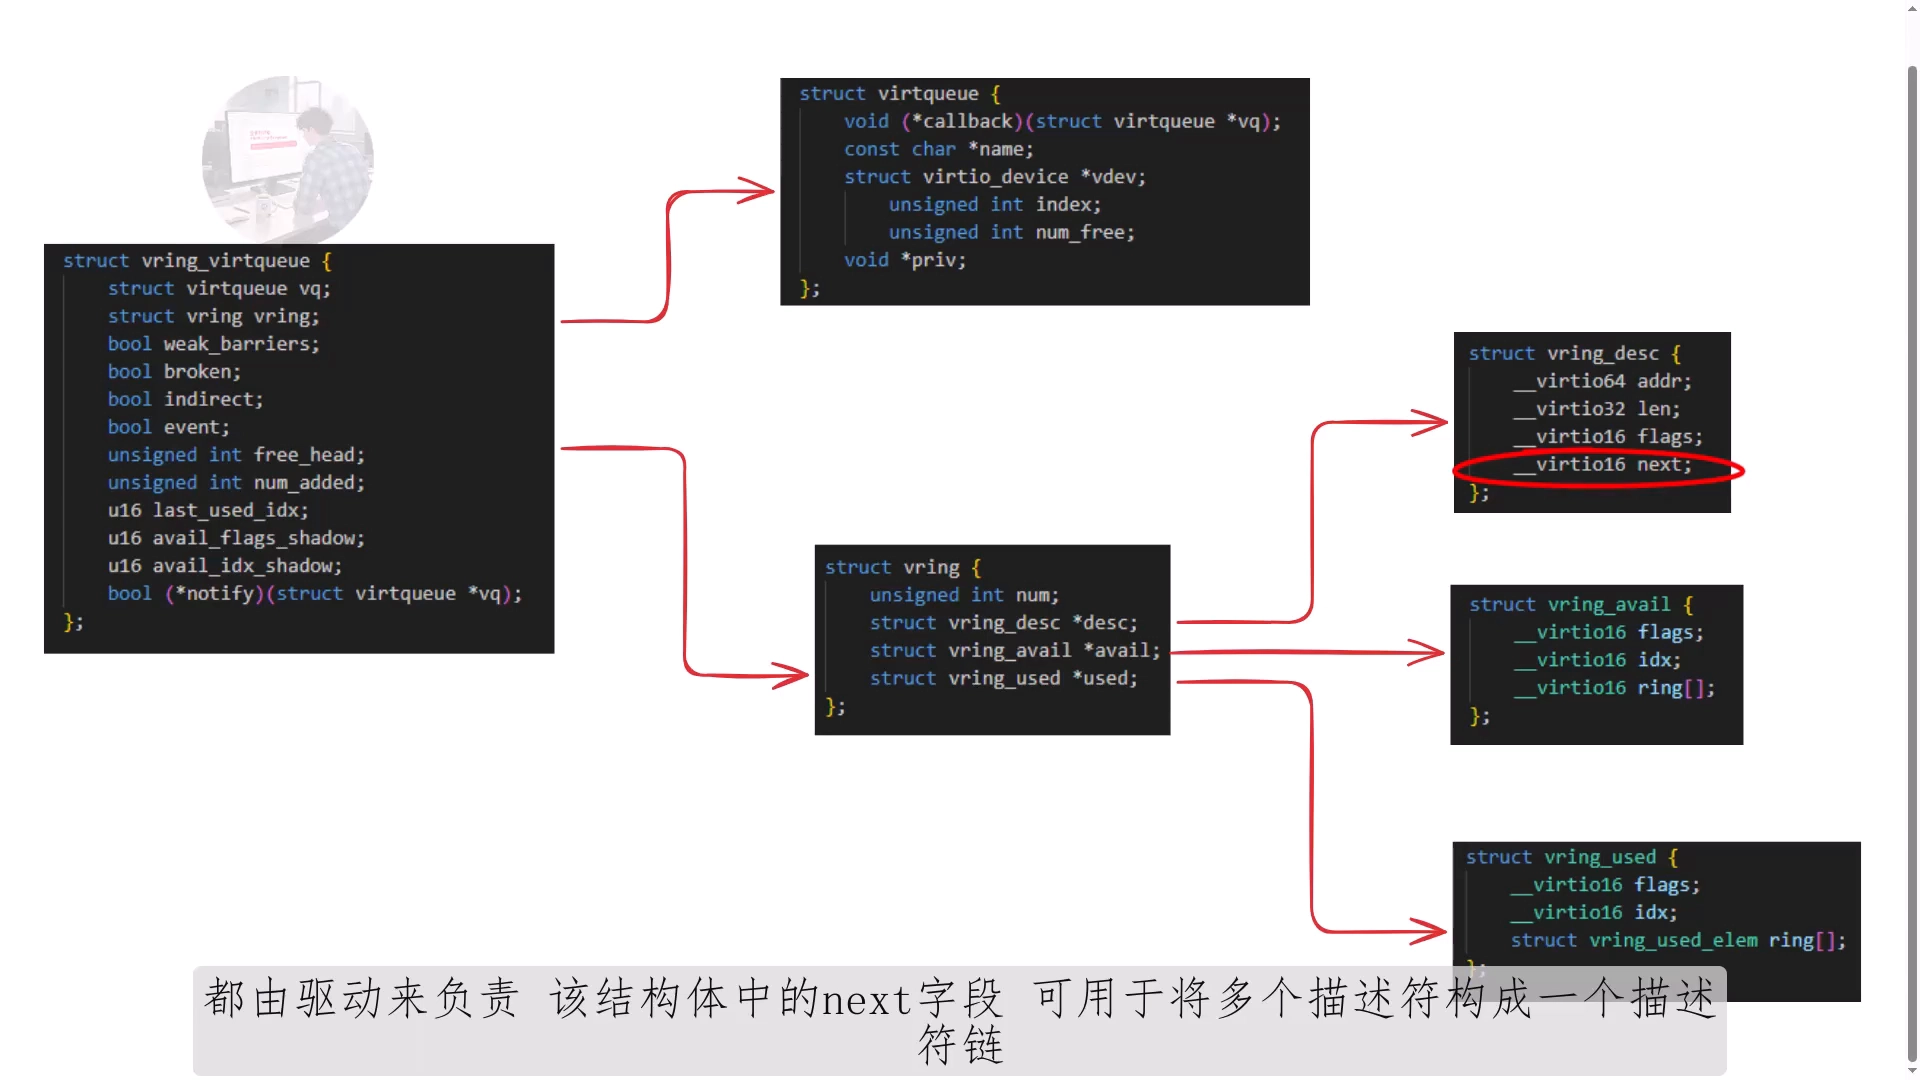 struct vring_virtqueue {
struct virtqueue vq;
struct vring vring;
bool weak_barriers;
bool broken;
bool indirect;
bool event;
unsigned int free_head;
unsigned int num_added;
u16 last_used_idx;
u16 avail_flags_shadow;
u16 avail_idx_shadow;
bool (*notify)(struct virtqueue *vq);
};
struct virtqueue {
void (*callback)(struct virtqueue *vq);
const char *name;
struct virtio_device *vdev;
unsigned int index;
unsigned int num_free;
void *priv;
};
struct vring {
unsigned int num;
struct vring_desc *desc;
struct vring_avail *avail;
struct vring_used *used;
};
struct vring_desc {
__virtio64 addr;
__virtio32 len;
__virtio16 flags;
__virtio16 next;
};
struct vring_avail {
__virtio16 flags;
__virtio16 idx;
__virtio16 ring[];
};
struct vring_used {
__virtio16 flags;
__virtio16 idx;
struct vring_used_elem ring[];
};
都由驱动来负责 该结构体中的next字段 可用于将多个描述符构成一个描述
符链